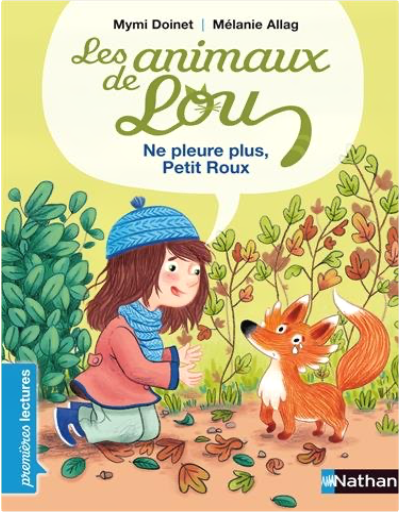 Mymi Doinet | Mélanie Allag
Les animaux
de Lou
Ne pleure plus,
Petit Roux
premières lectures
Nathan